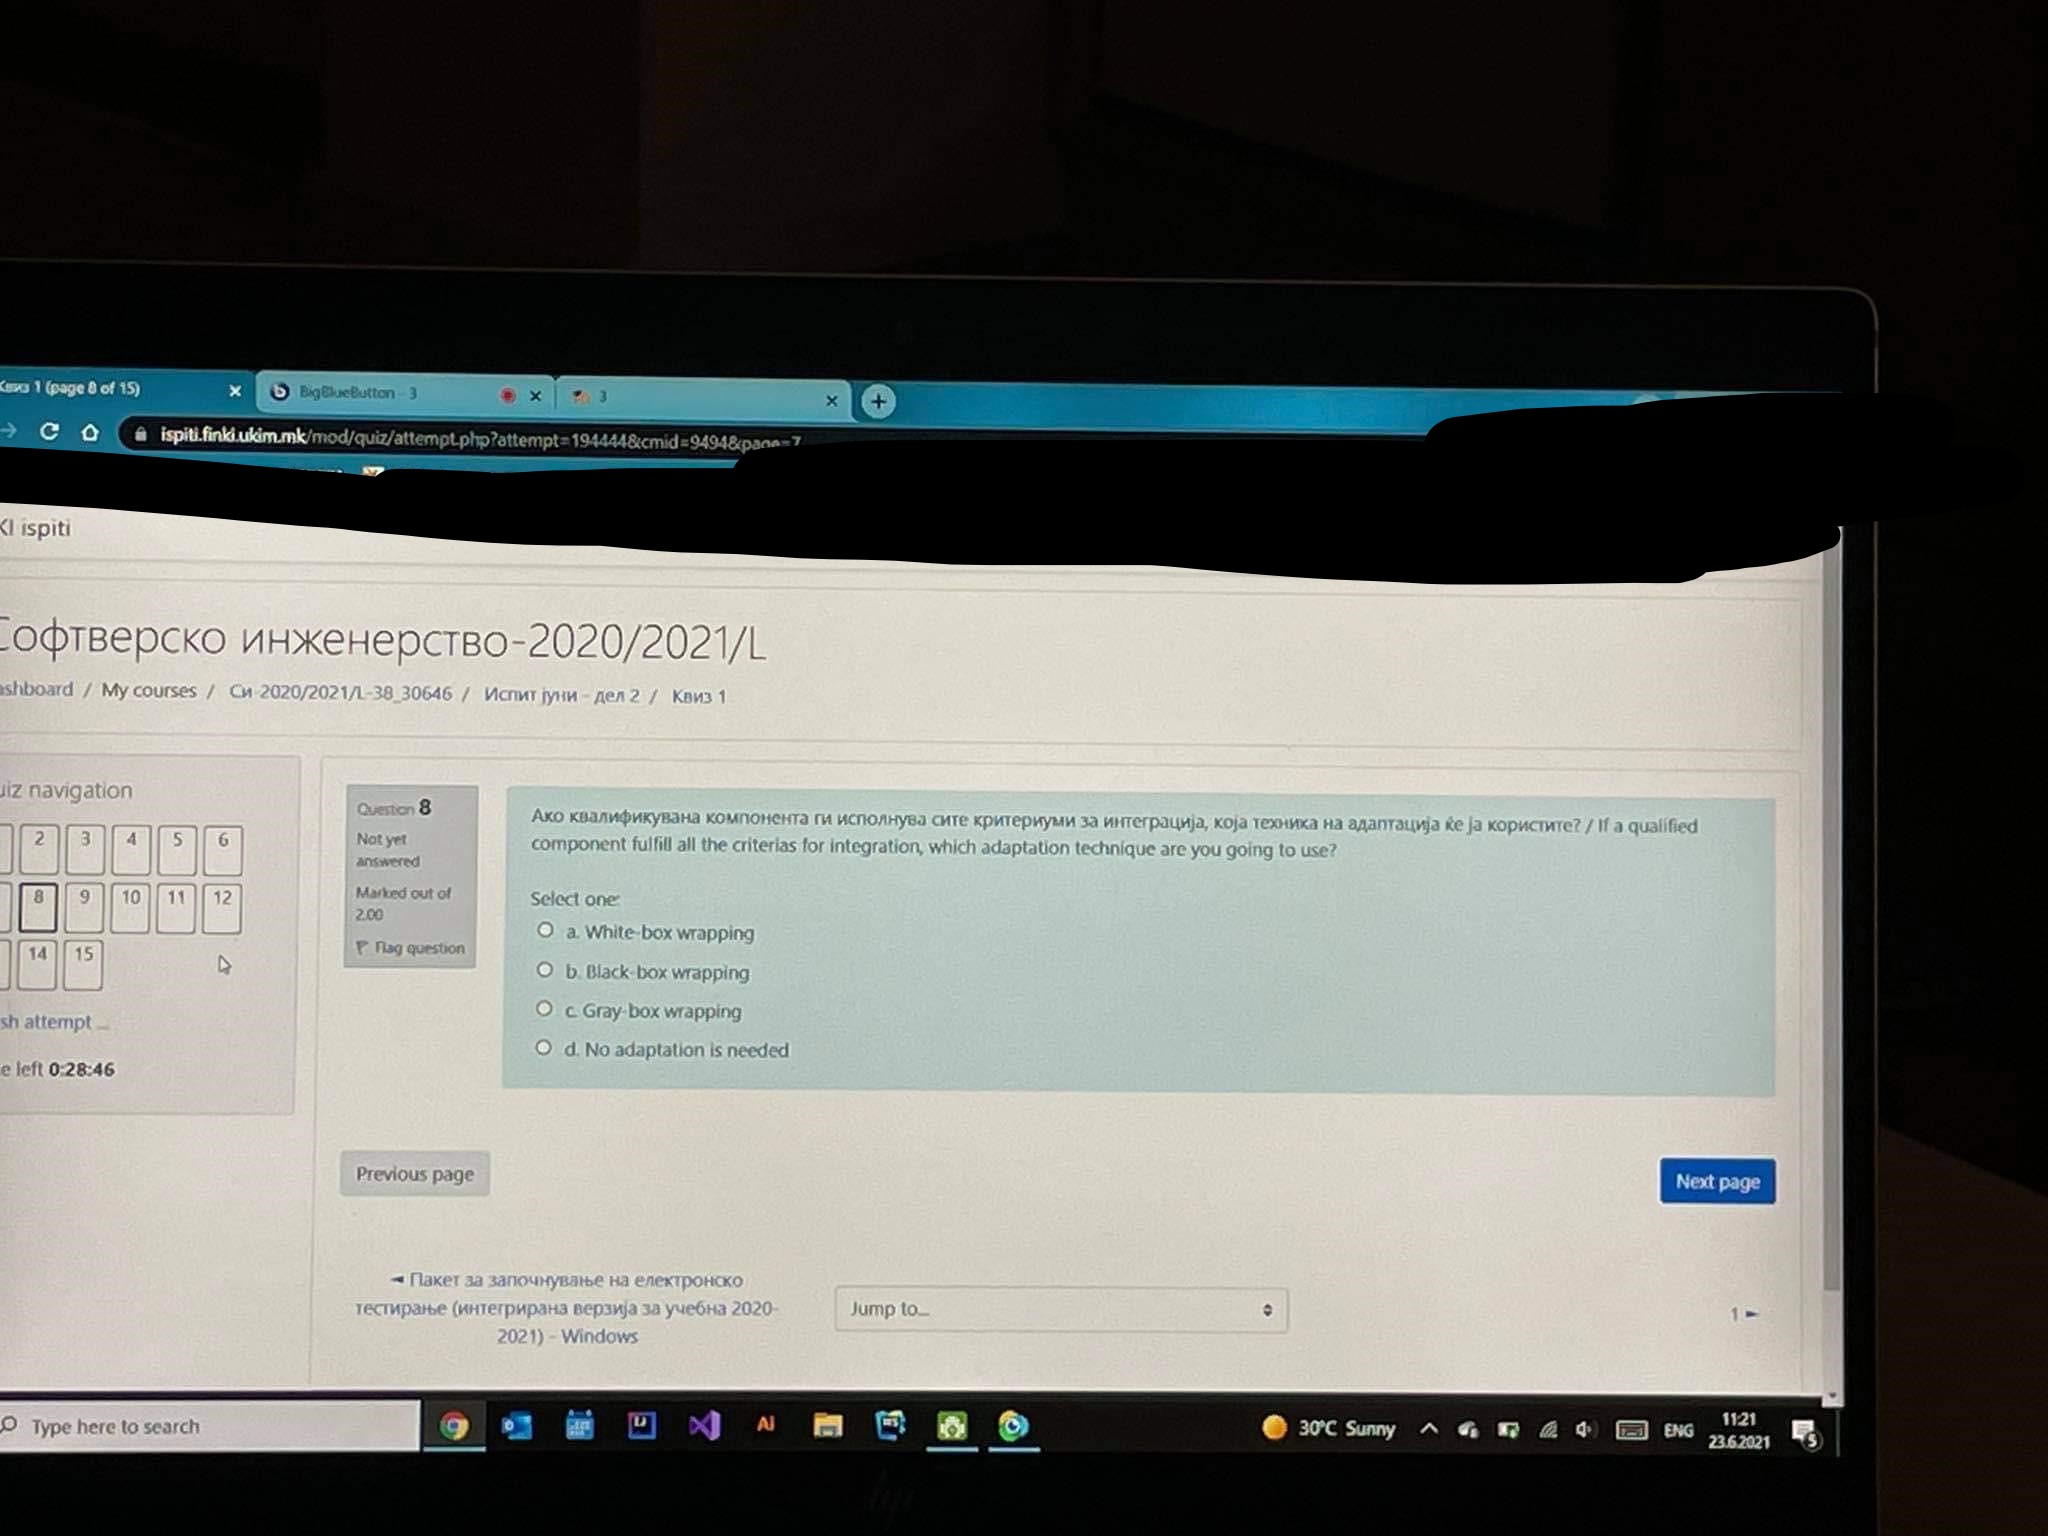 1 (page 8 of 15)
BigBlueButton - 3
3
ispiti.finki.ukim.mk/mod/quiz/attempt.php?attempt=194444&cmid=9494&page=7
KI ispiti
Софтверско инженерство-2020/2021/L
ashboard / My courses / Си-2020/2021/L-38_30646 / Испит јуни - дел 2 / Квиз 1
uiz navigation
2 3 4 5 6
8 9 10 11 12
14 15
sh attempt ...
e left 0:28:46
Question 8
Not yet
answered
Marked out of
2.00
Flag question
Ако квалификувана компонента ги исполнува сите критериуми за интеграција, која техника на адаптација ќе ја користите? / If a qualified
component fulfill all the criterias for integration, which adaptation technique are you going to use?
Select one:
a. White-box wrapping
b. Black-box wrapping
c. Gray-box wrapping
d. No adaptation is needed
Previous page
Next page
◄ Пакет за започнување на електронско
тестирање (интегрирана верзија за учебна 2020-
2021) - Windows
Jump to...
1 ►
Type here to search
30°C Sunny
ENG
11:21
23.6.2021
5